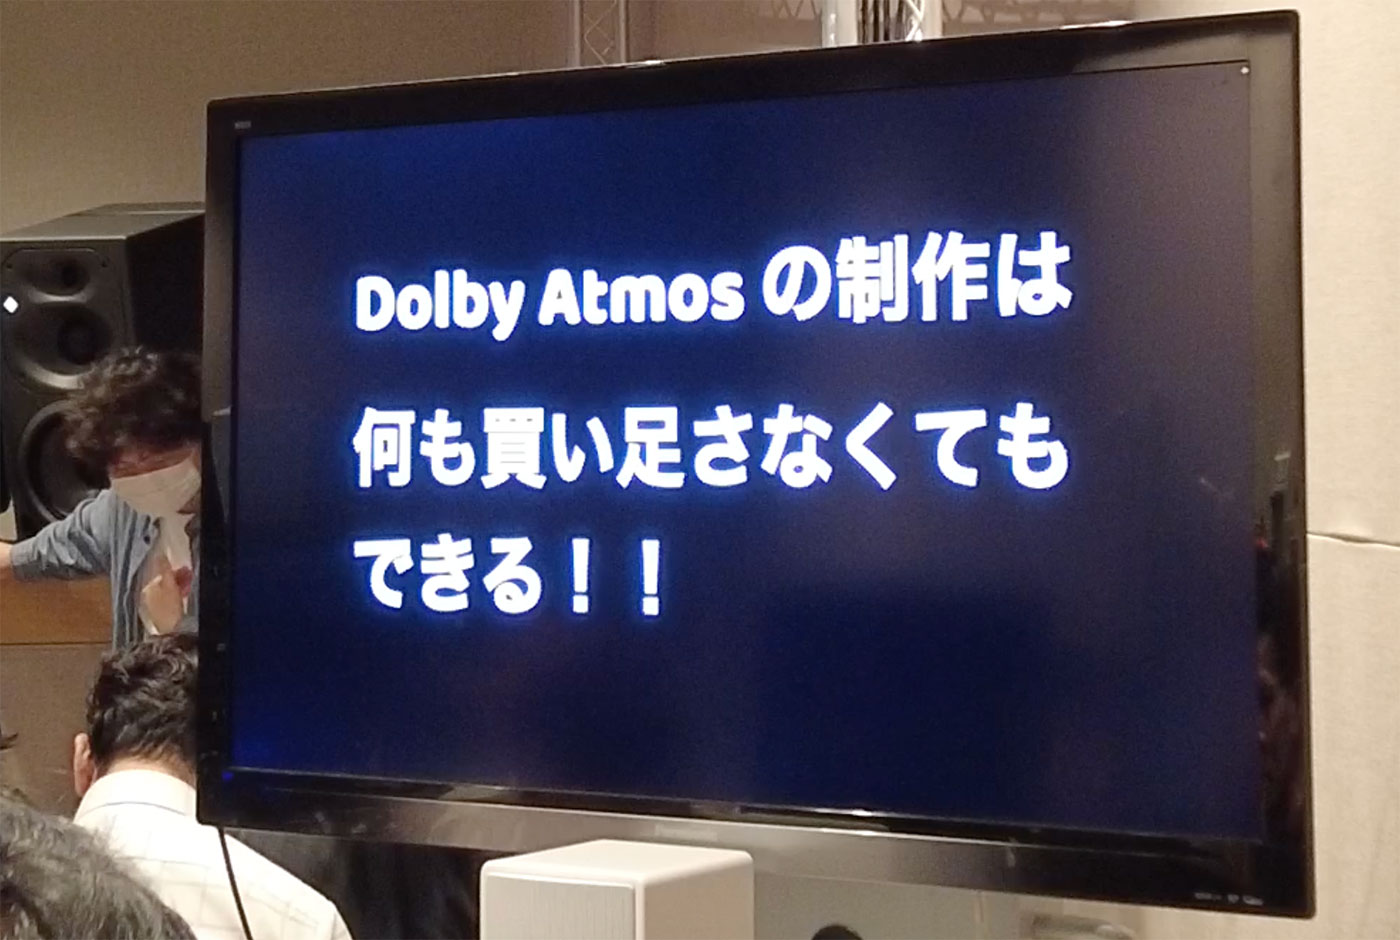 Dolby Atmos の制作は
何も買い足さなくても
できる！！